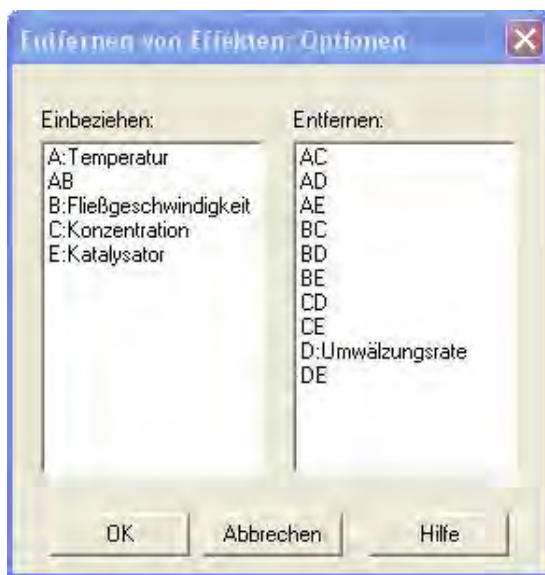 Entfernen von Effekten: Optionen
Einbeziehen:
A:Temperatur
AB
B:Fließgeschwindigkeit
C:Konzentration
E:Katalysator
Entfernen:
AC
AD
AE
BC
BD
BE
CD
CE
D:Umwälzungsrate
DE
OK
Abbrechen
Hilfe